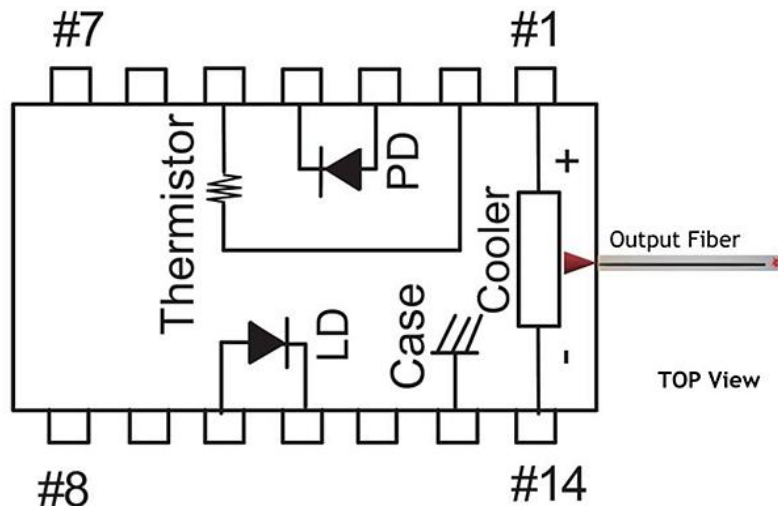 #7
#1
Thermistor
PD
+
Cooler
Output Fiber
LD
Case
-
TOP View
#8
#14